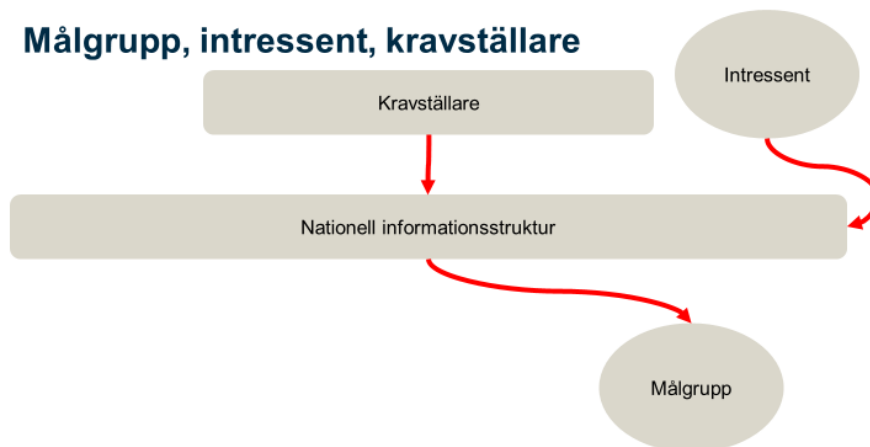 Målgrupp, intressent, kravställare
Intressent
Kravställare
Nationell informationsstruktur
Målgrupp